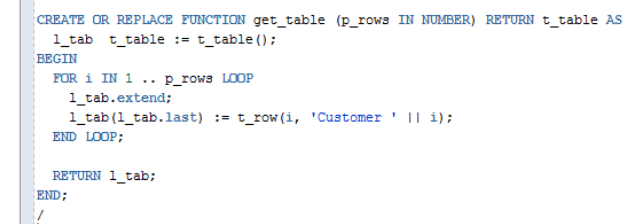 CREATE OR REPLACE FUNCTION get_table (p_rows IN NUMBER) RETURN t_table AS
  l_tab  t_table := t_table();
BEGIN
  FOR i IN 1 .. p_rows LOOP
    l_tab.extend;
    l_tab(l_tab.last) := t_row(i, 'Customer ' || i);
  END LOOP;

  RETURN l_tab;
END;
/